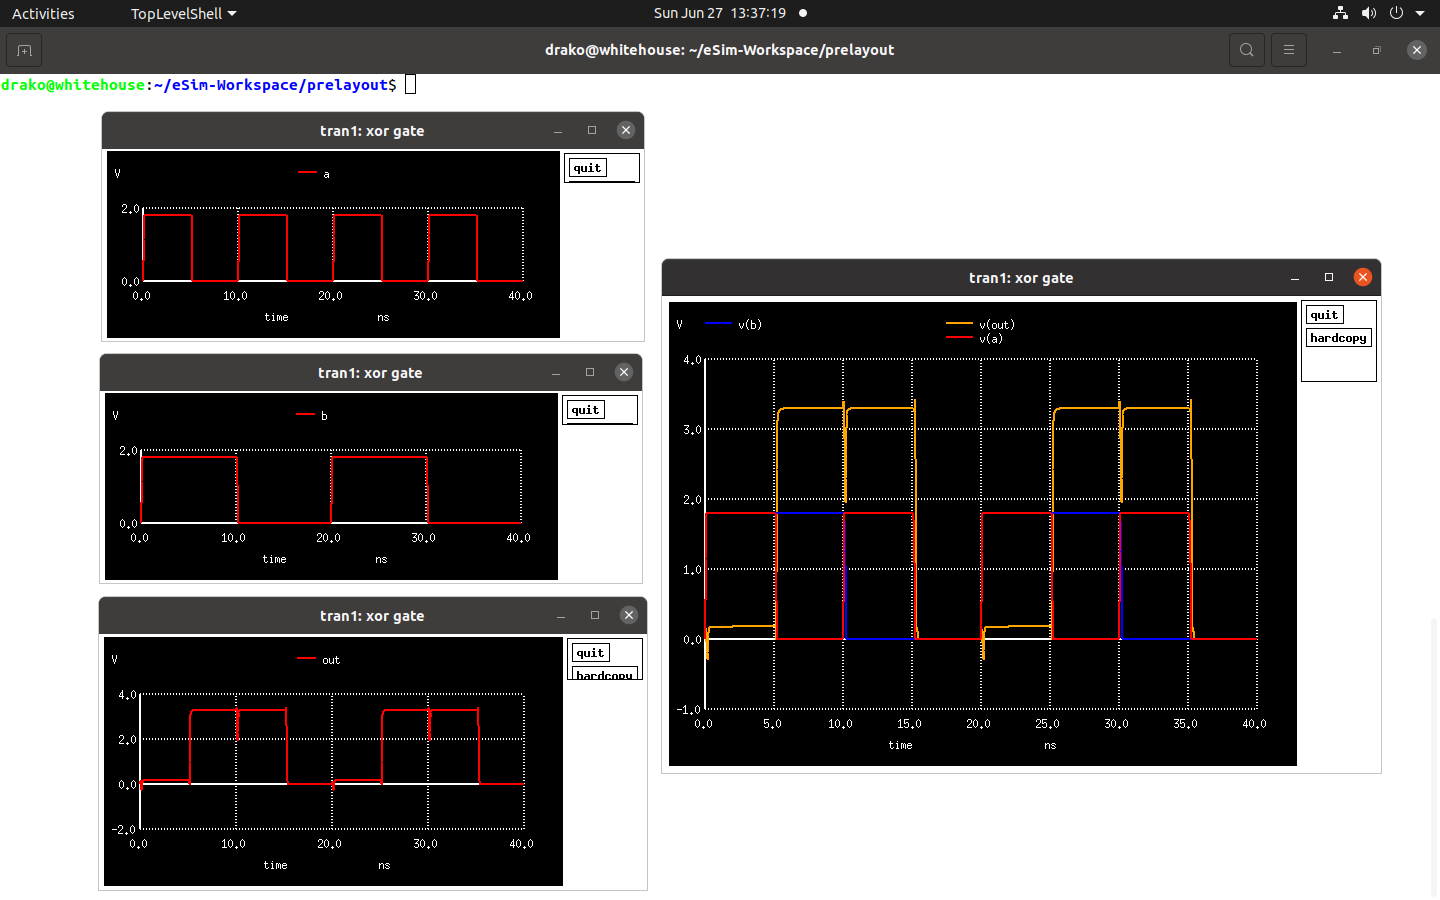 Activities
TopLevelShell
Sun Jun 27 13:37:19
drako@whitehouse: ~/eSim-Workspace/prelayout
drako@whitehouse:~/eSim-Workspace/prelayout$
tran1: xor gate
V
a
quit
2.0
0.0
0.0 10.0 20.0 30.0 40.0
time ns
tran1: xor gate
V
b
quit
2.0
0.0
0.0 10.0 20.0 30.0 40.0
time ns
tran1: xor gate
V
out
quit
hardcopy
4.0
2.0
0.0
-2.0
0.0 10.0 20.0 30.0 40.0
time ns
tran1: xor gate
V v(b) v(out)
v(a)
quit
hardcopy
4.0
3.0
2.0
1.0
0.0
-1.0
0.0 5.0 10.0 15.0 20.0 25.0 30.0 35.0 40.0
time ns